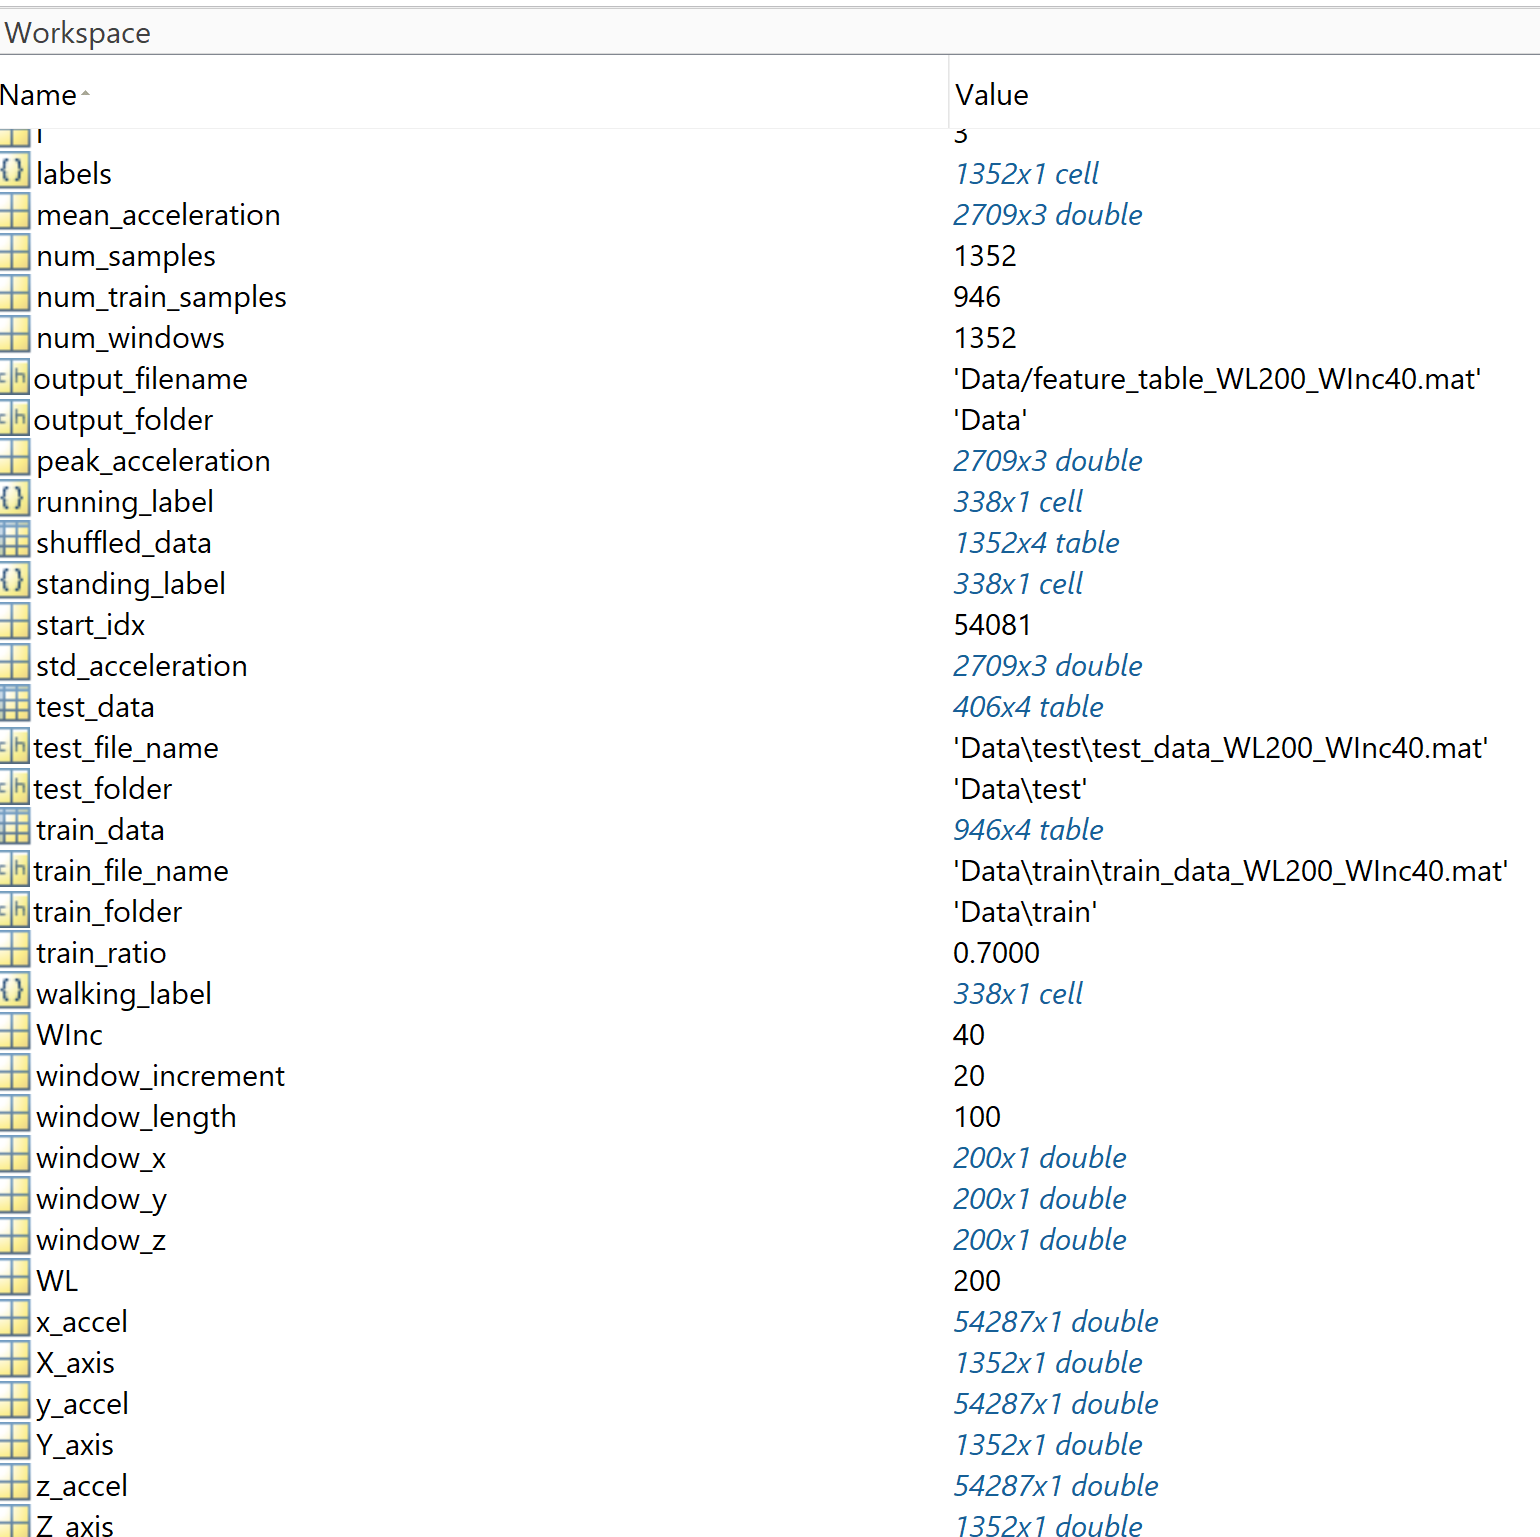 Workspace
Name Value
3
labels 1352x1 cell
mean_acceleration 2709x3 double
num_samples 1352
num_train_samples 946
num_windows 1352
output_filename 'Data/feature_table_WL200_WInc40.mat'
output_folder 'Data'
peak_acceleration 2709x3 double
running_label 338x1 cell
shuffled_data 1352x4 table
standing_label 338x1 cell
start_idx 54081
std_acceleration 2709x3 double
test_data 406x4 table
test_file_name 'Data\test\test_data_WL200_WInc40.mat'
test_folder 'Data\test'
train_data 946x4 table
train_file_name 'Data\train\train_data_WL200_WInc40.mat'
train_folder 'Data\train'
train_ratio 0.7000
walking_label 338x1 cell
WInc 40
window_increment 20
window_length 100
window_x 200x1 double
window_y 200x1 double
window_z 200x1 double
WL 200
x_accel 54287x1 double
X_axis 1352x1 double
y_accel 54287x1 double
Y_axis 1352x1 double
z_accel 54287x1 double
Z_axis 1352x1 double